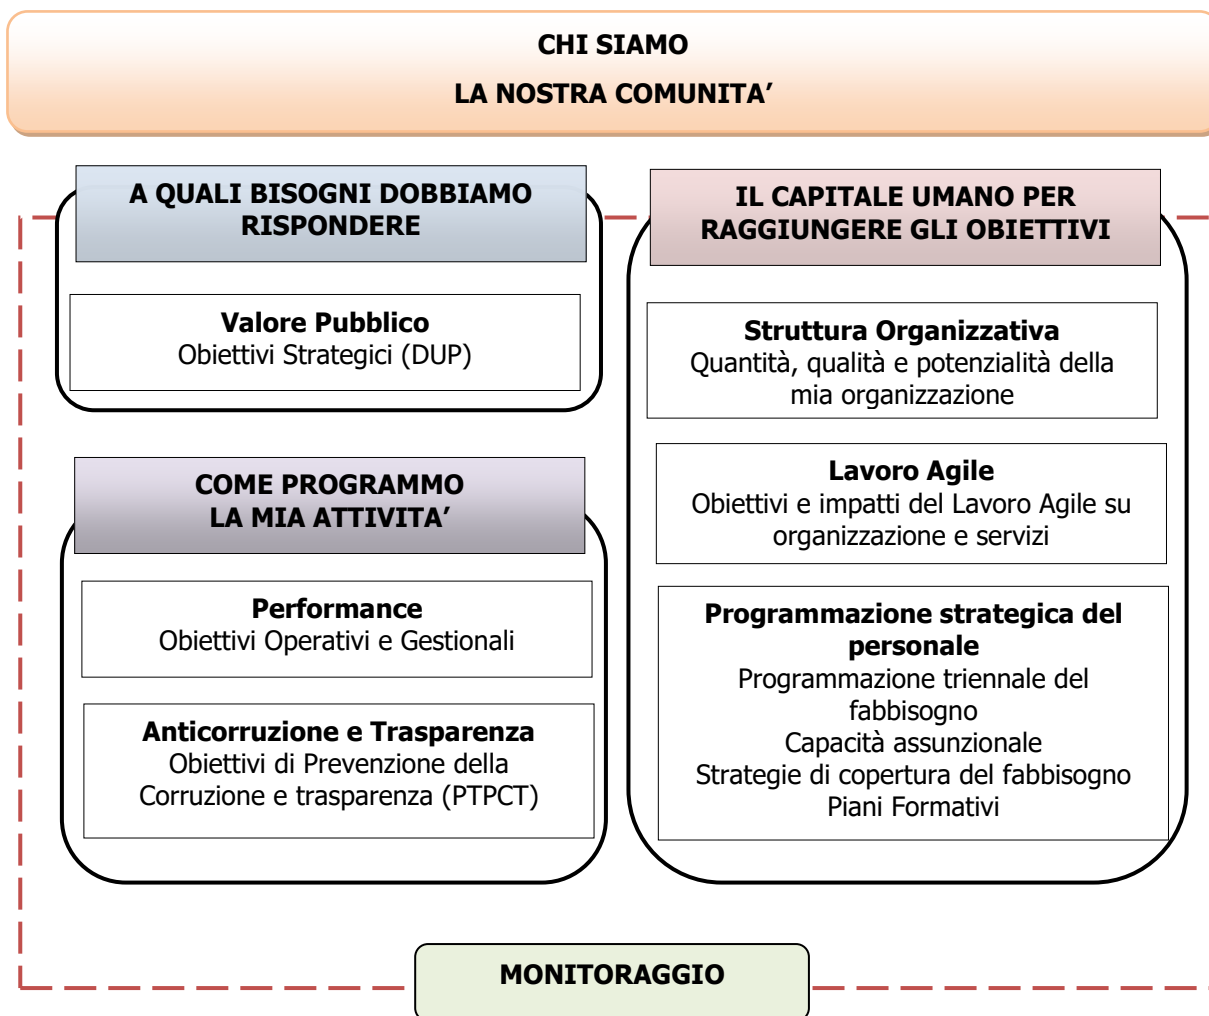 CHI SIAMO
LA NOSTRA COMUNITA’
A QUALI BISOGNI DOBBIAMO
RISPONDERE
Valore Pubblico
Obiettivi Strategici (DUP)
COME PROGRAMMO
LA MIA ATTIVITA’
Performance
Obiettivi Operativi e Gestionali
Anticorruzione e Trasparenza
Obiettivi di Prevenzione della
Corruzione e trasparenza (PTPCT)
IL CAPITALE UMANO PER
RAGGIUNGERE GLI OBIETTIVI
Struttura Organizzativa
Quantità, qualità e potenzialità della
mia organizzazione
Lavoro Agile
Obiettivi e impatti del Lavoro Agile su
organizzazione e servizi
Programmazione strategica del
personale
Programmazione triennale del
fabbisogno
Capacità assunzionale
Strategie di copertura del fabbisogno
Piani Formativi
MONITORAGGIO